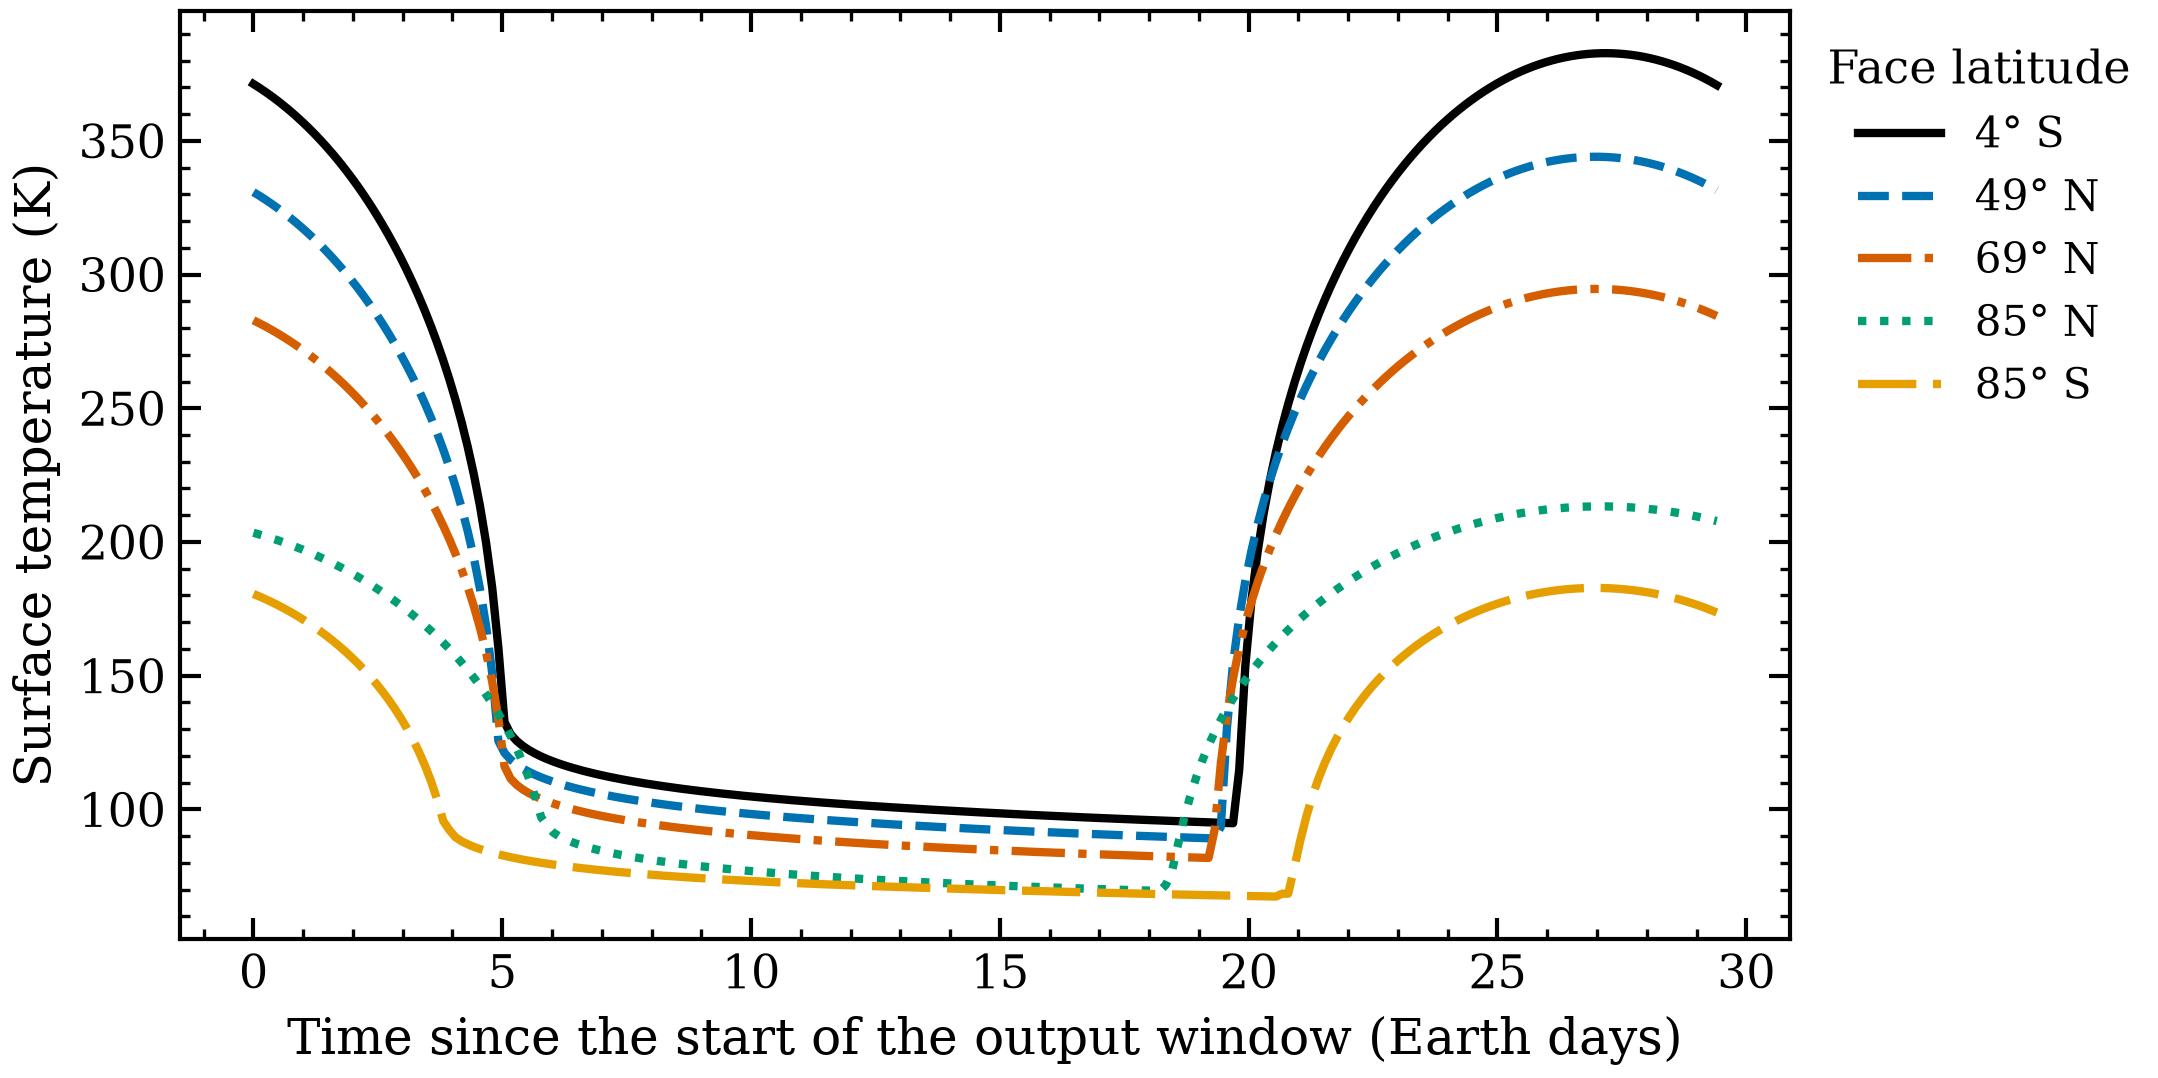 Surface temperature (K)
350
300
250
200
150
100
0 5 10 15 20 25 30
Time since the start of the output window (Earth days)
Face latitude
4° S
49° N
69° N
85° N
85° S